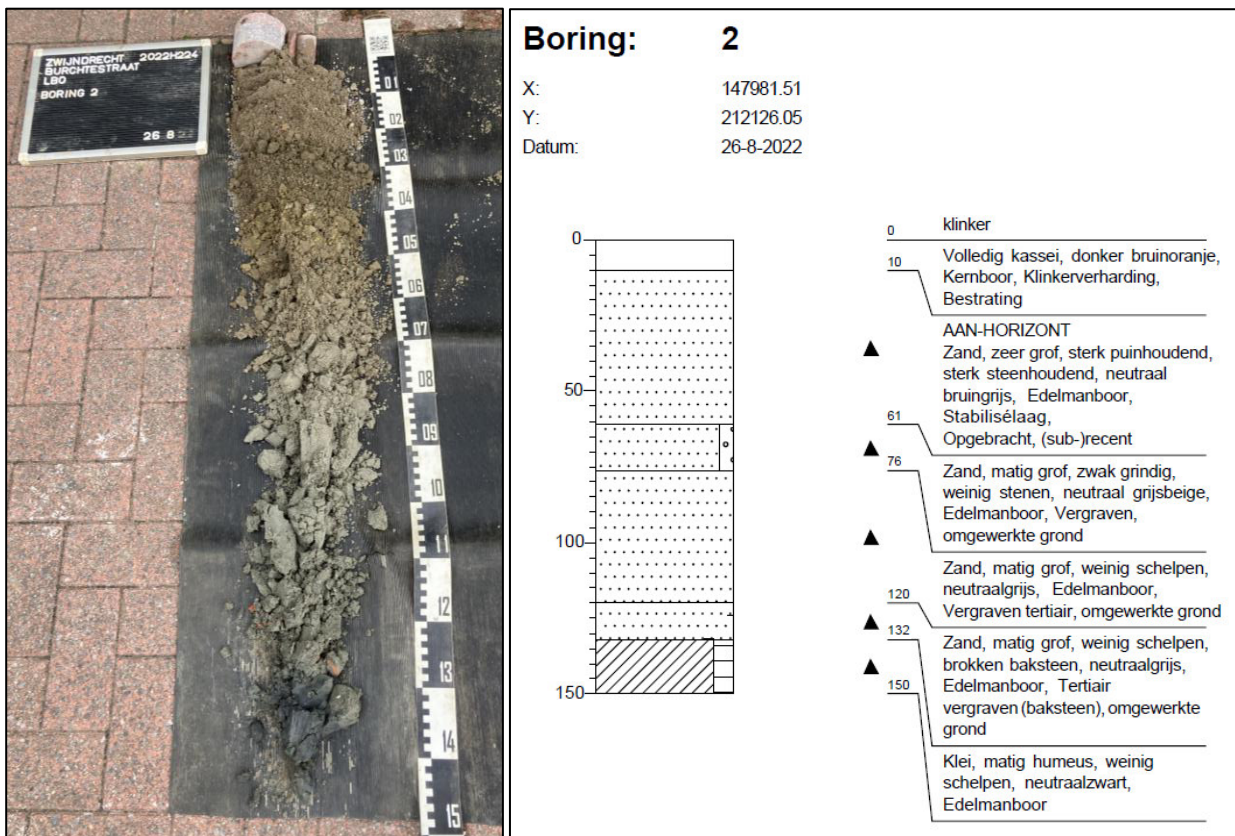 ZWIJNDRECHT 2022H224
BURCHTESTRAAT
LBO
BORING 2
26 8
01
02
03
04
05
06
07
08
09
10
11
12
13
14
15
Boring: 2
X: 147981.51
Y: 212126.05
Datum: 26-8-2022
0
50
100
150
0 klinker
10 Volledig kassei, donker bruinoranje,
Kernboor, Klinkerverharding,
Bestrating
AAN-HORIZONT
Zand, zeer grof, sterk puinhoudend,
sterk steenhoudend, neutraal
bruingrijs, Edelmanboor,
Stabilisélaag,
61
Opgebracht, (sub-)recent
76 Zand, matig grof, zwak grindig,
weinig stenen, neutraal grijsbeige,
Edelmanboor, Vergraven,
omgewerkte grond
Zand, matig grof, weinig schelpen,
120 neutraalgrijs, Edelmanboor,
Vergraven tertiair, omgewerkte grond
132 Zand, matig grof, weinig schelpen,
brokken baksteen, neutraalgrijs,
150 Edelmanboor, Tertiair
vergraven (baksteen), omgewerkte
grond
Klei, matig humeus, weinig
schelpen, neutraalzwart,
Edelmanboor